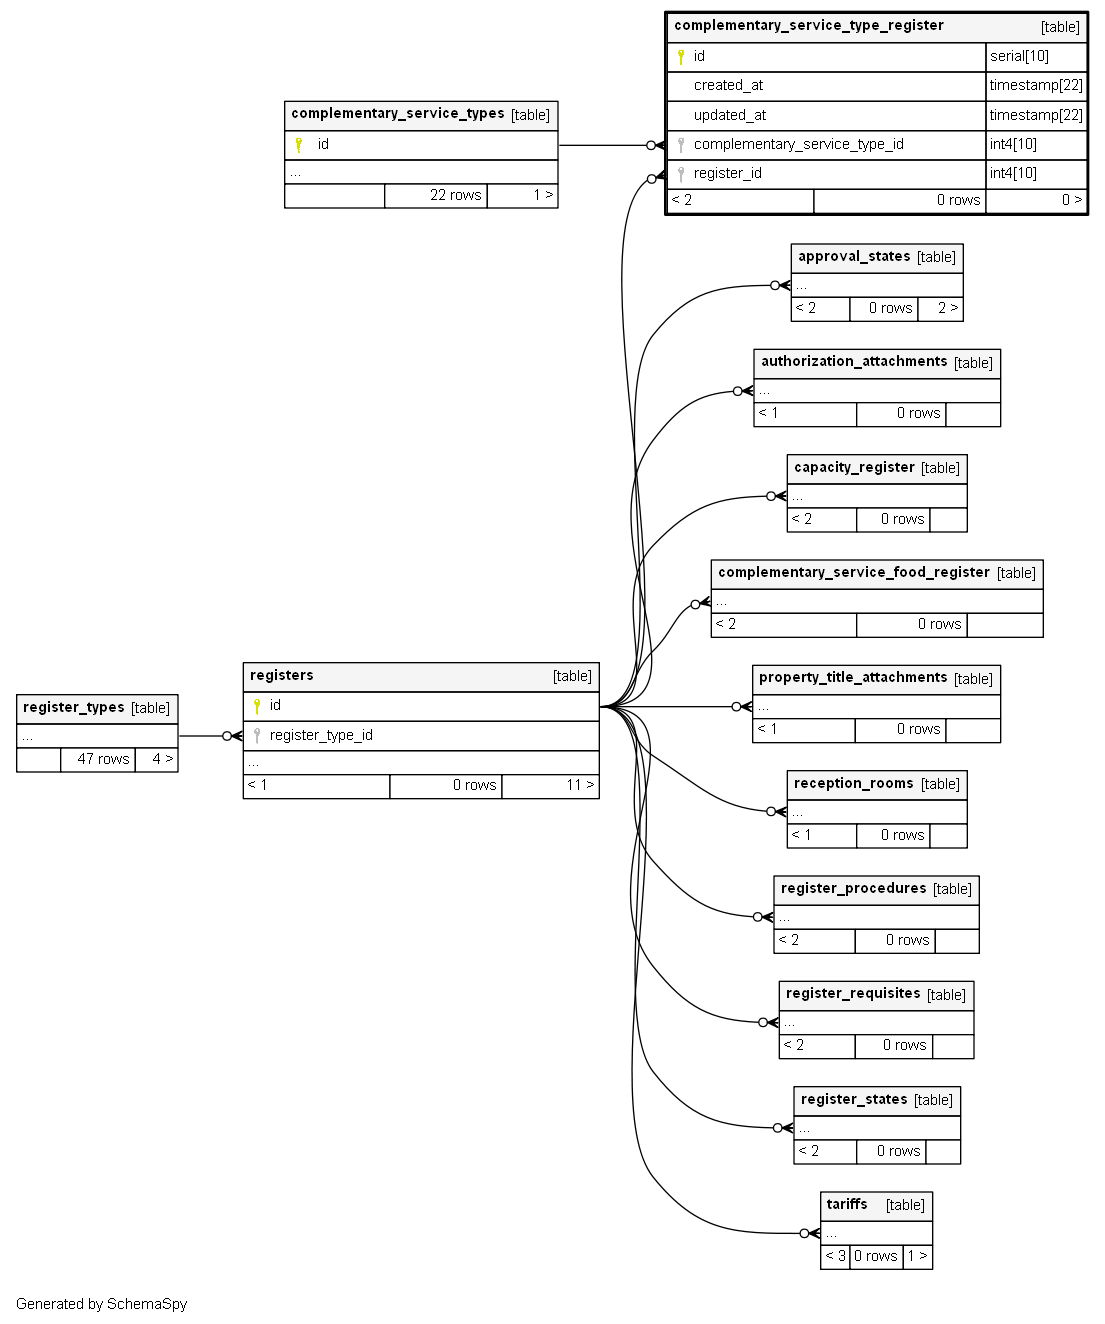 complementary_service_type_register [table]
id serial[10]
created_at timestamp[22]
updated_at timestamp[22]
complementary_service_type_id int4[10]
register_id int4[10]
< 2 0 rows 0 >
complementary_service_types [table]
id
...
22 rows 1 >
approval_states [table]
...
< 2 0 rows 2 >
authorization_attachments [table]
...
< 1 0 rows
capacity_register [table]
...
< 2 0 rows
complementary_service_food_register [table]
...
< 2 0 rows
registers [table]
id
register_type_id
...
< 1 0 rows 11 >
register_types [table]
...
47 rows 4 >
property_title_attachments [table]
...
< 1 0 rows
reception_rooms [table]
...
< 1 0 rows
register_procedures [table]
...
< 2 0 rows
register_requisites [table]
...
< 2 0 rows
register_states [table]
...
< 2 0 rows
tariffs [table]
...
< 3 0 rows 1 >
Generated by SchemaSpy